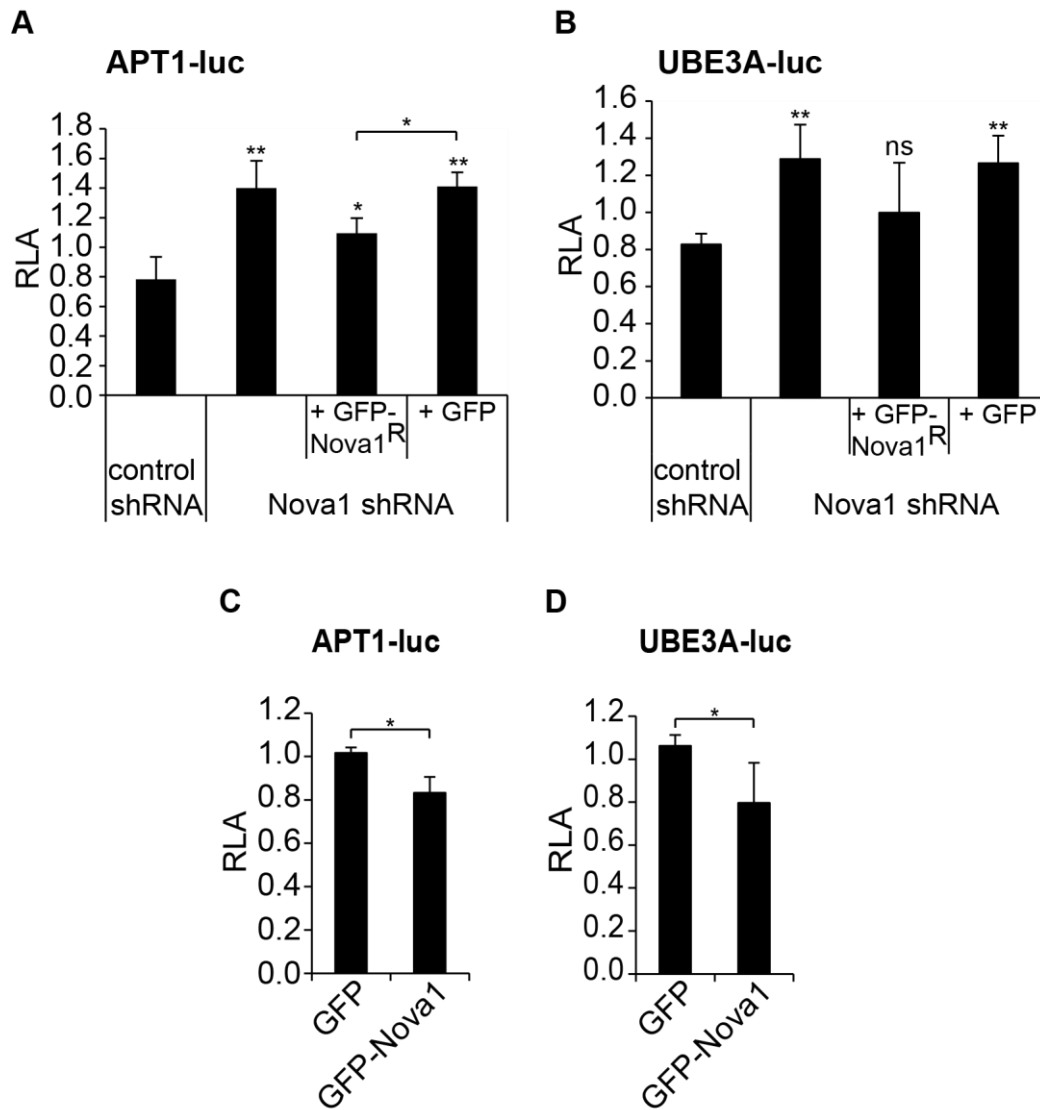 A
APT1-luc
RLA
1.8
1.6
1.4
1.2
1.0
0.8
0.6
0.4
0.2
0.0
**
*
**
*
+ GFP-
Nova1R
+ GFP
control
shRNA
Nova1 shRNA
B
UBE3A-luc
RLA
1.6
1.4
1.2
1.0
0.8
0.6
0.4
0.2
0.0
**
ns
**
+ GFP-
Nova1R
+ GFP
control
shRNA
Nova1 shRNA
C
APT1-luc
RLA
1.2
1.0
0.8
0.6
0.4
0.2
0.0
*
GFP
GFP-Nova1
D
UBE3A-luc
RLA
1.2
1.0
0.8
0.6
0.4
0.2
0.0
*
GFP
GFP-Nova1